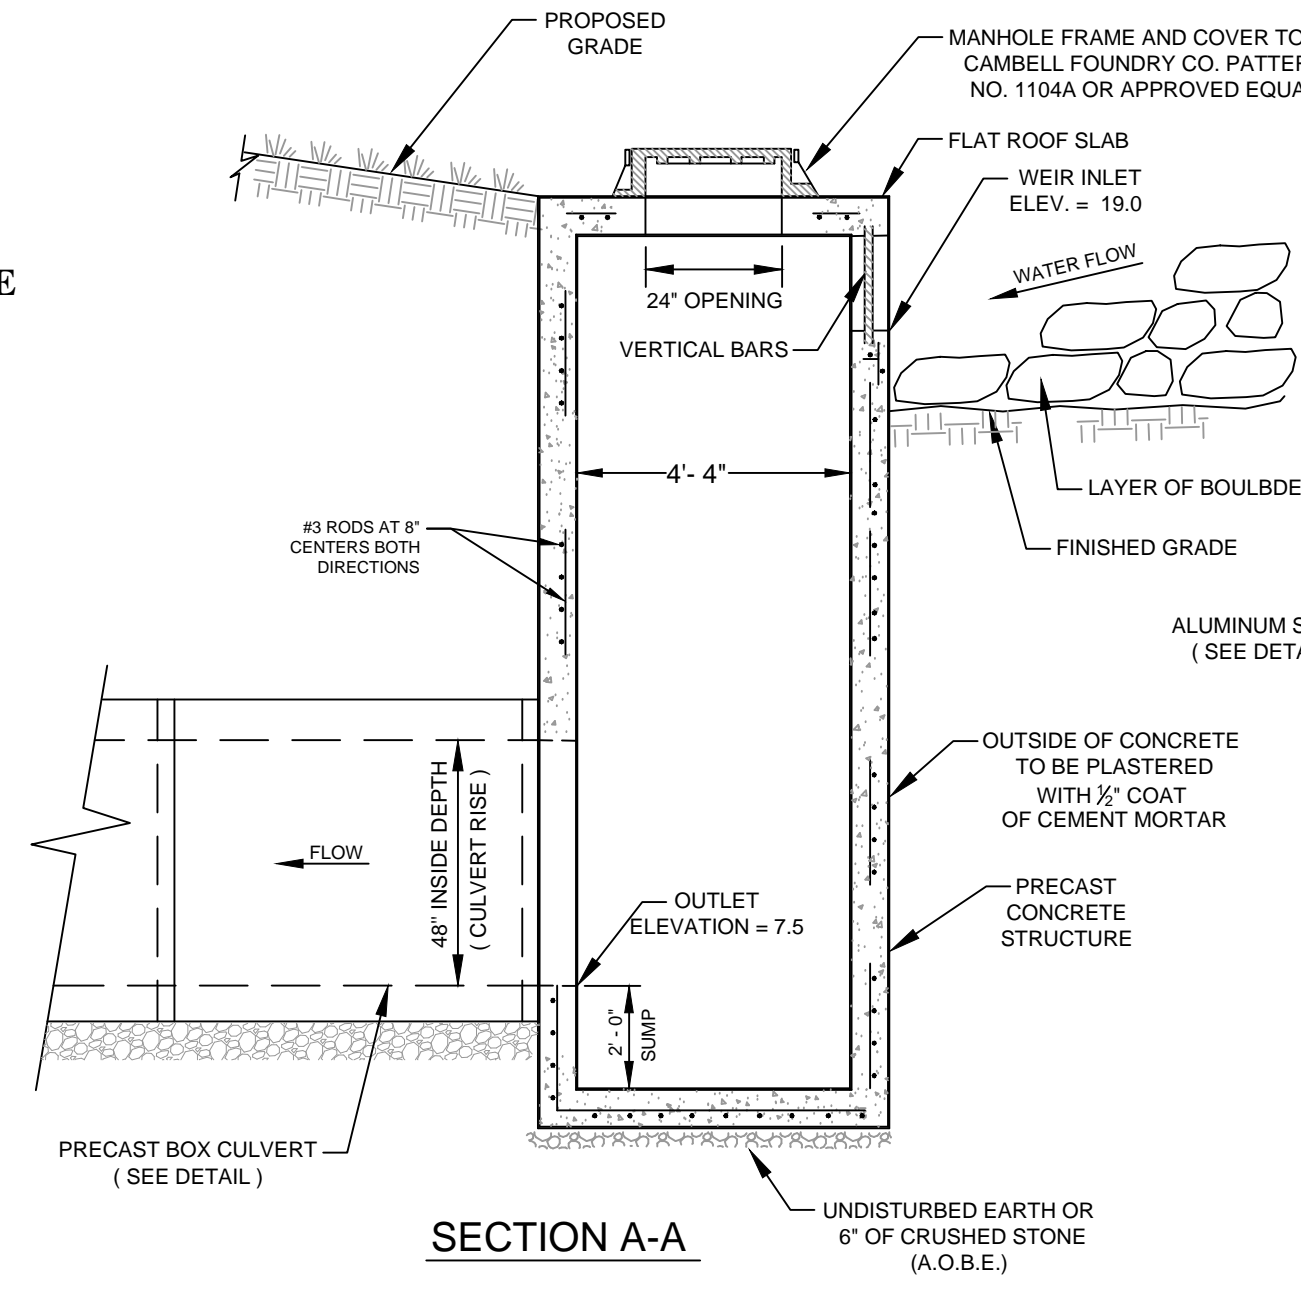 PROPOSED
GRADE
MANHOLE FRAME AND COVER TO
CAMBELL FOUNDRY CO. PATTER
NO. 1104A OR APPROVED EQUA
FLAT ROOF SLAB
WEIR INLET
ELEV. = 19.0
WATER FLOW
E
24" OPENING
VERTICAL BARS
4'- 4"
LAYER OF BOULBDE
#3 RODS AT 8"
CENTERS BOTH
DIRECTIONS
FINISHED GRADE
ALUMINUM S
( SEE DETA
OUTSIDE OF CONCRETE
TO BE PLASTERED
WITH ½" COAT
OF CEMENT MORTAR
48" INSIDE DEPTH
( CULVERT RISE )
FLOW
OUTLET
ELEVATION = 7.5
PRECAST
CONCRETE
STRUCTURE
2' - 0"
SUMP
PRECAST BOX CULVERT
( SEE DETAIL )
UNDISTURBED EARTH OR
6" OF CRUSHED STONE
(A.O.B.E.)
SECTION A-A